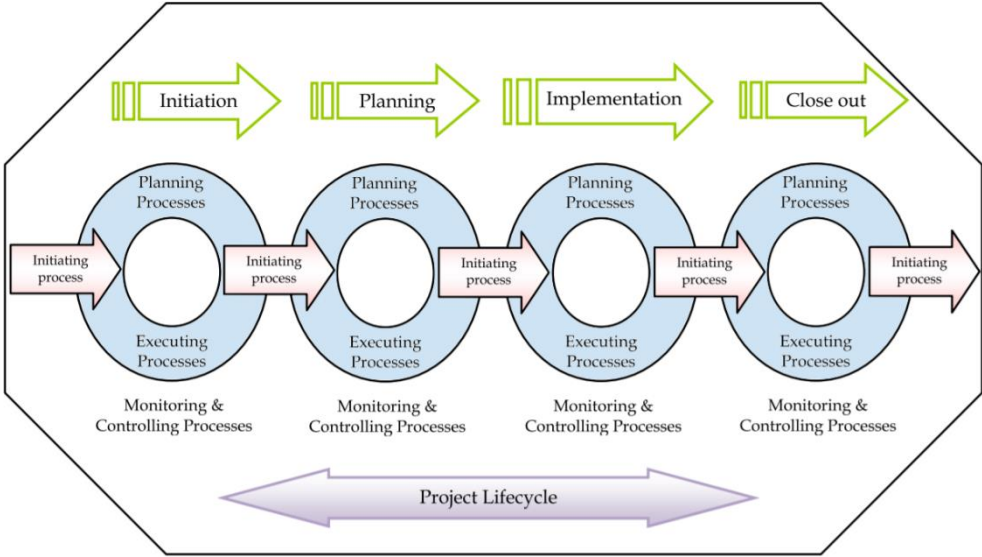 Initiation
Planning
Implementation
Close out
Planning
Processes
Planning
Processes
Planning
Processes
Planning
Processes
Initiating
process
Initiating
process
Initiating
process
Initiating
process
Initiating
process
Executing
Processes
Executing
Processes
Executing
Processes
Executing
Processes
Monitoring &
Controlling Processes
Monitoring &
Controlling Processes
Monitoring &
Controlling Processes
Monitoring &
Controlling Processes
Project Lifecycle